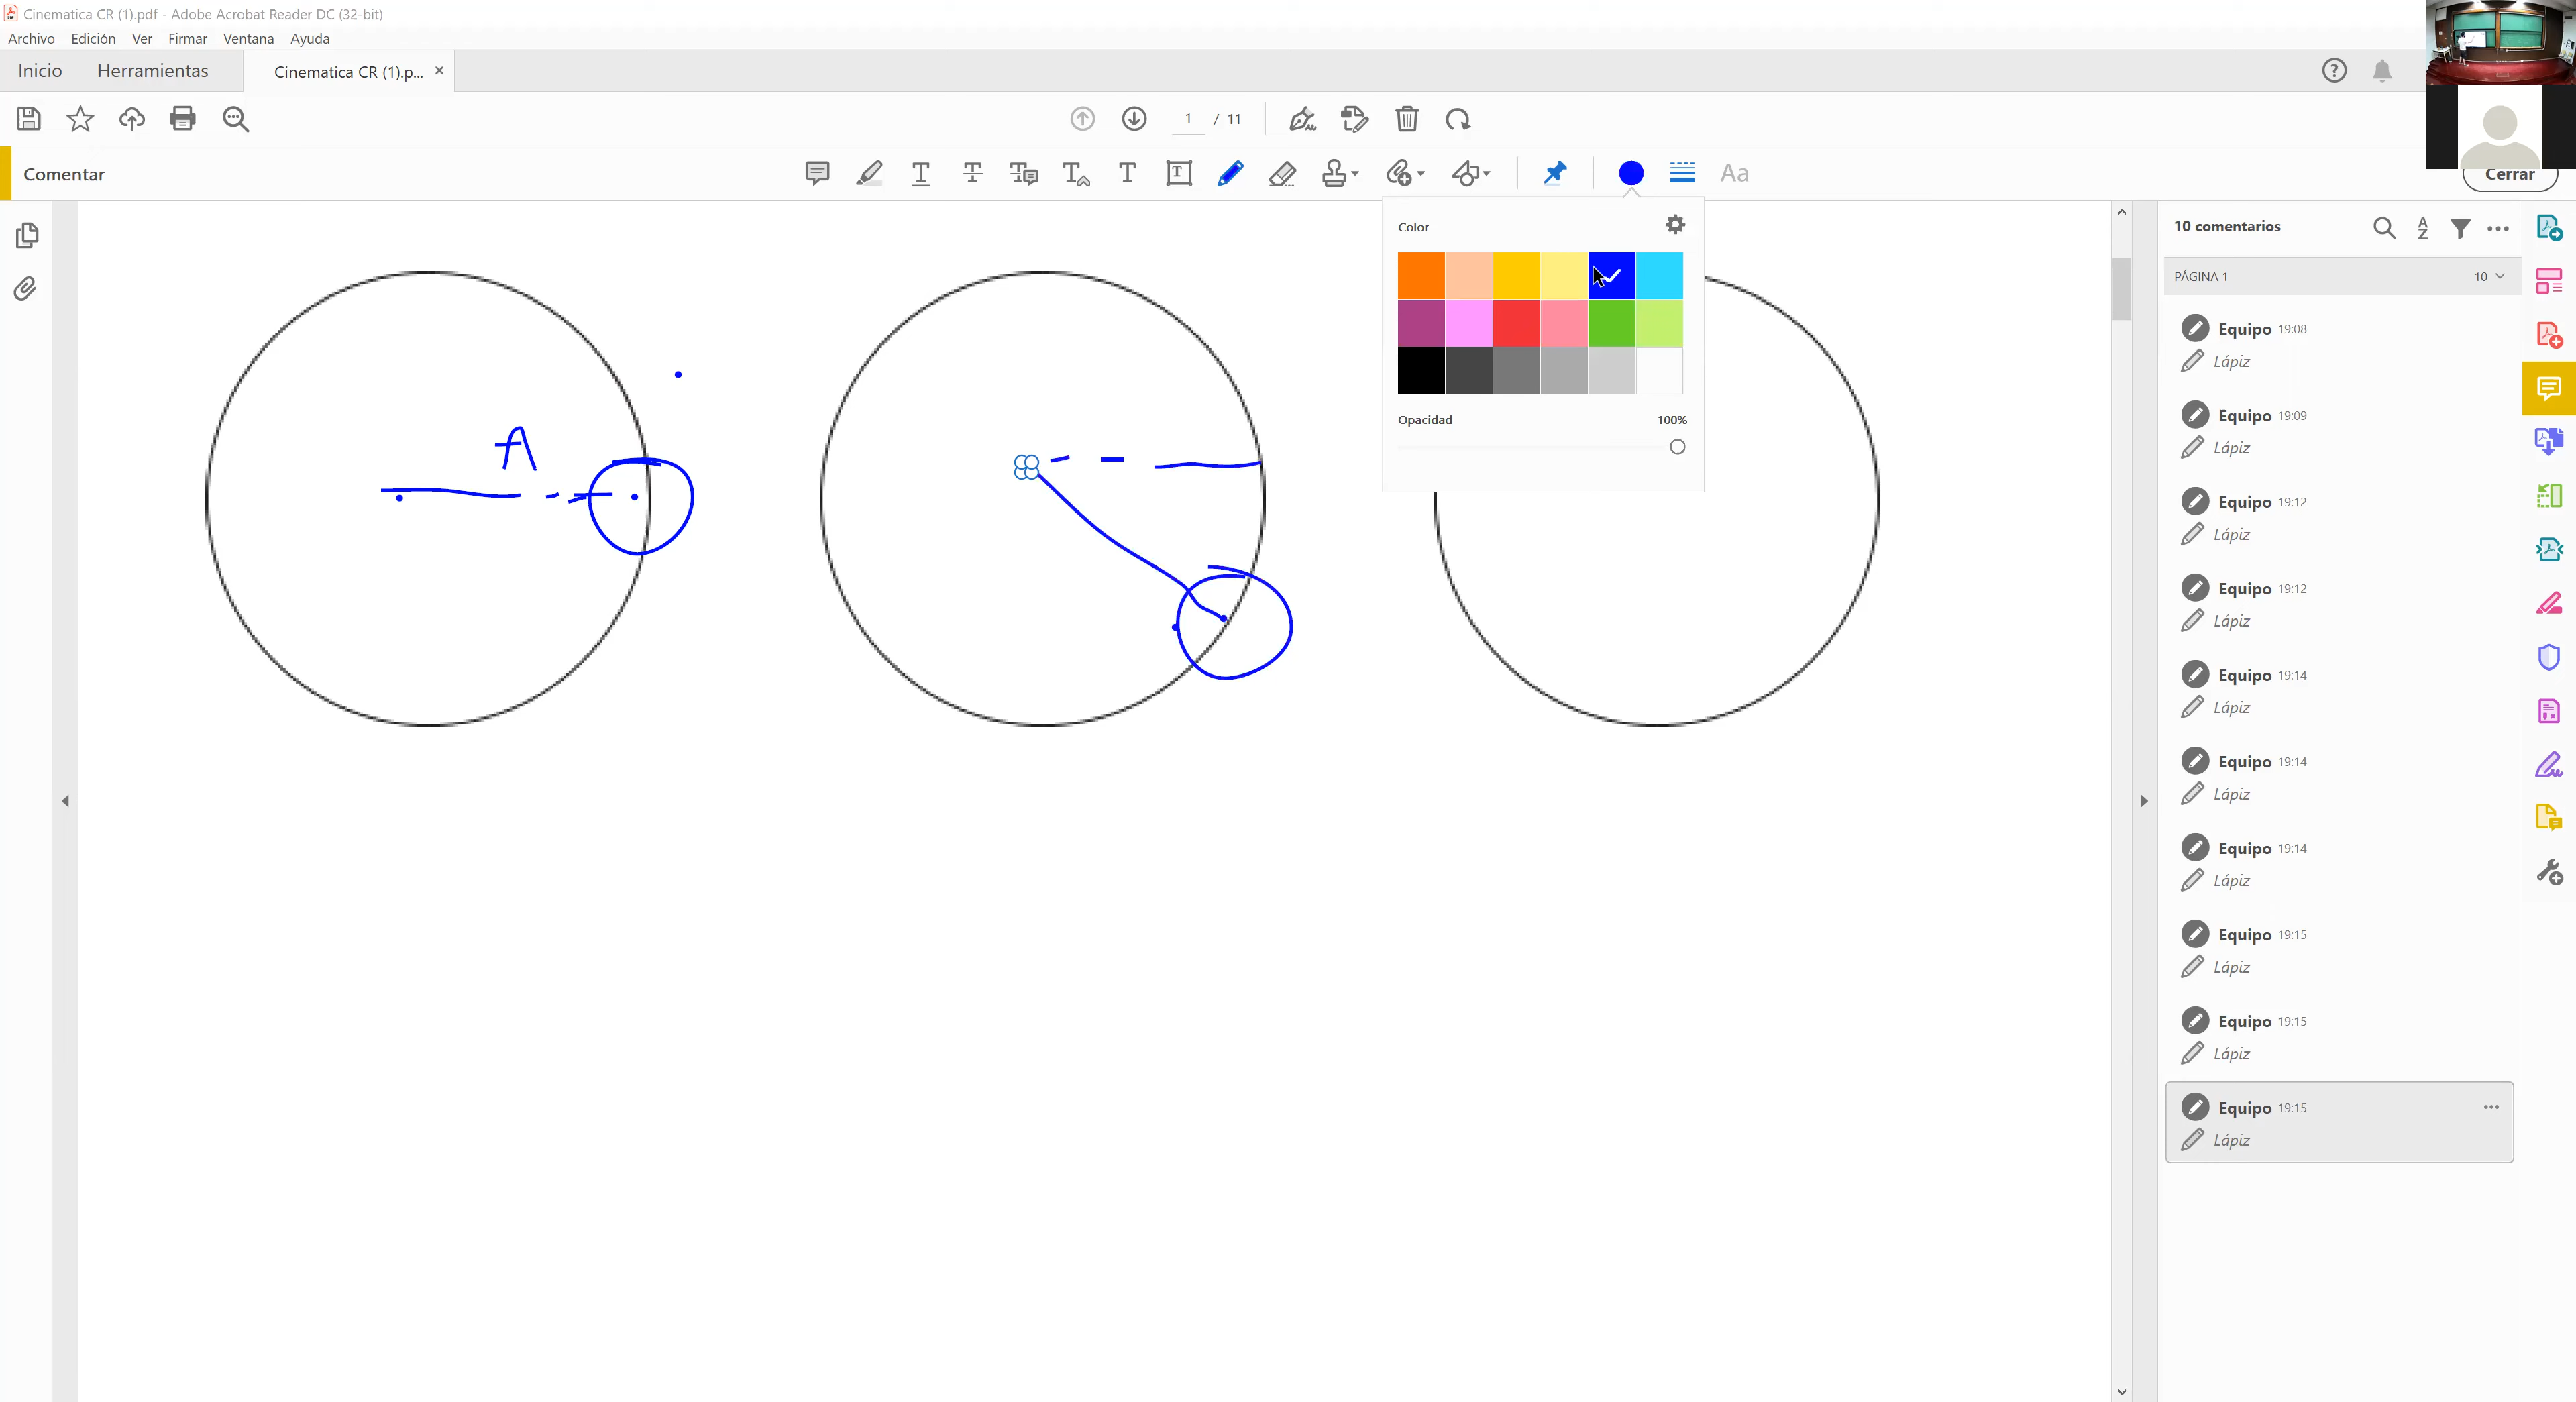 Cinematica CR (1).pdf - Adobe Acrobat Reader DC (32-bit)
Archivo Edición Ver Firmar Ventana Ayuda
Inicio Herramientas Cinematica CR (1).p... ×
1 / 11
Comentar
Aa
Cerrar
Color
Opacidad 100%
A
10 comentarios
PÁGINA 1 10
Equipo 19:08
Lápiz
Equipo 19:09
Lápiz
Equipo 19:12
Lápiz
Equipo 19:12
Lápiz
Equipo 19:14
Lápiz
Equipo 19:14
Lápiz
Equipo 19:14
Lápiz
Equipo 19:15
Lápiz
Equipo 19:15
Lápiz
Equipo 19:15
Lápiz